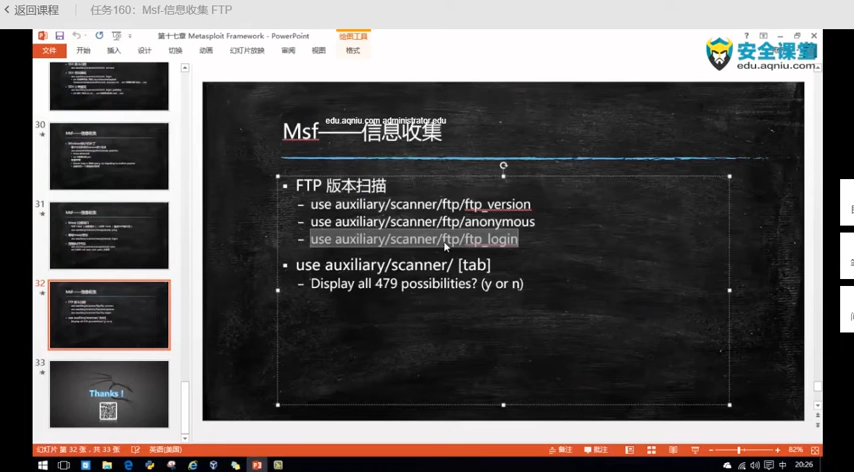 返回课程
任务160：Msf-信息收集 FTP
第十七章 Metasploit Framework - PowerPoint
绘图工具
文件
开始
插入
设计
切换
动画
幻灯片放映
审阅
视图
格式
安全课堂
edu.aqniu.com
30
31
32
33
Thanks !
edu.aqniu.com administrator.edu
Msf——信息收集
FTP 版本扫描
– use auxiliary/scanner/ftp/ftp_version
– use auxiliary/scanner/ftp/anonymous
– use auxiliary/scanner/ftp/ftp_login
use auxiliary/scanner/ [tab]
– Display all 479 possibilities? (y or n)
幻灯片 第 32 张，共 33 张
英语(美国)
备注
批注
82%
中
20:26